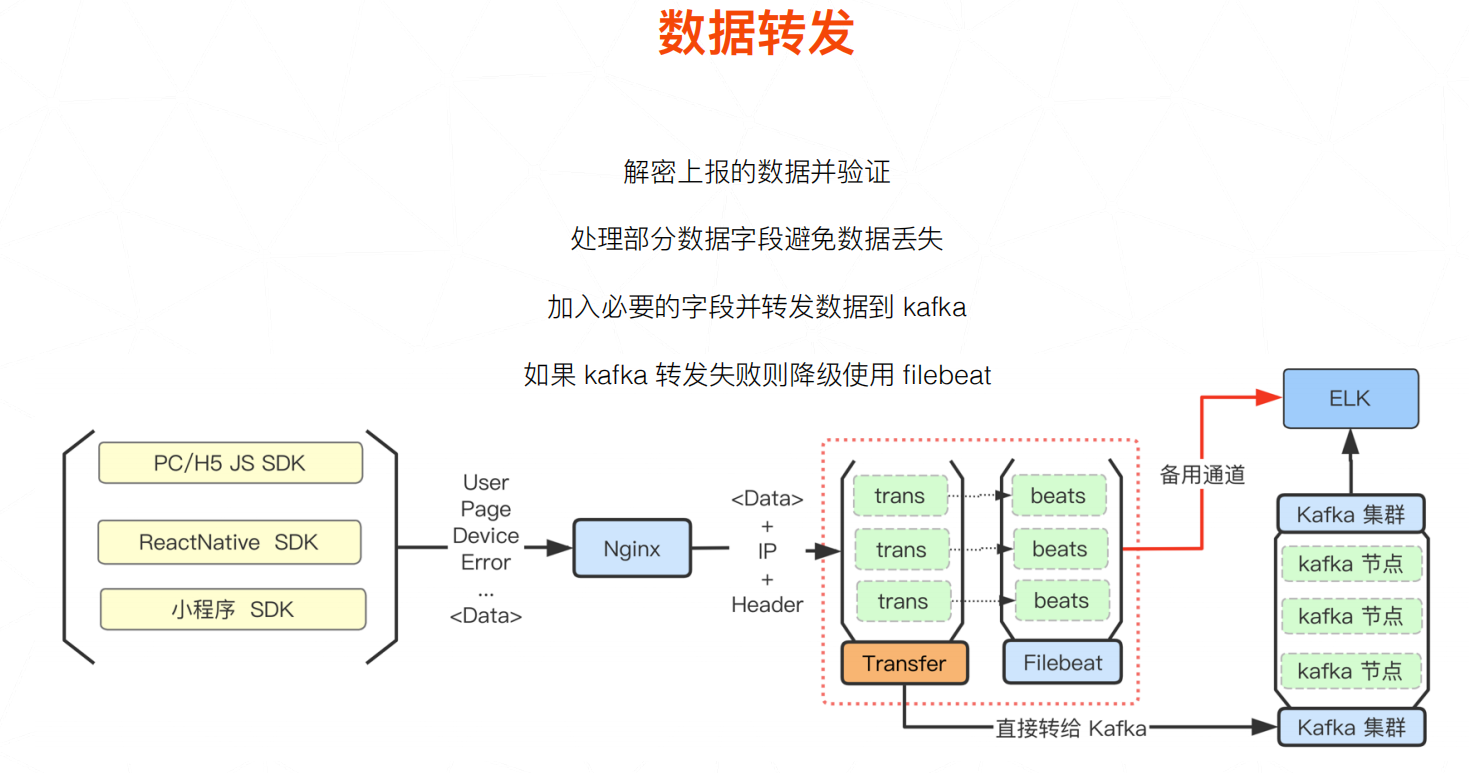 数据转发
解密上报的数据并验证
处理部分数据字段避免数据丢失
加入必要的字段并转发数据到 kafka
如果 kafka 转发失败则降级使用 filebeat
PC/H5 JS SDK
ReactNative SDK
小程序 SDK
User
Page
Device
Error
...
<Data>
Nginx
<Data>
+
IP
+
Header
trans
beats
trans
beats
trans
beats
Transfer
Filebeat
备用通道
直接转给 Kafka
ELK
Kafka 集群
kafka 节点
kafka 节点
kafka 节点
Kafka 集群